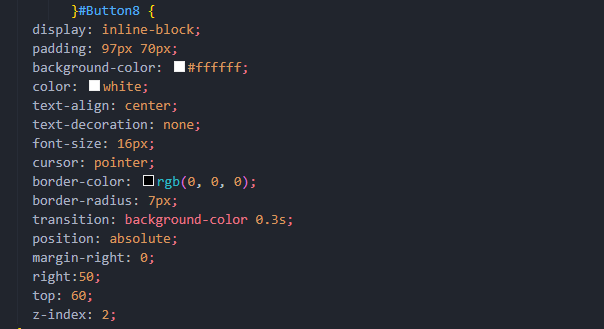 }#Button8 {
display: inline-block;
padding: 97px 70px;
background-color: #ffffff;
color: white;
text-align: center;
text-decoration: none;
font-size: 16px;
cursor: pointer;
border-color: rgb(0, 0, 0);
border-radius: 7px;
transition: background-color 0.3s;
position: absolute;
margin-right: 0;
right:50;
top: 60;
z-index: 2;